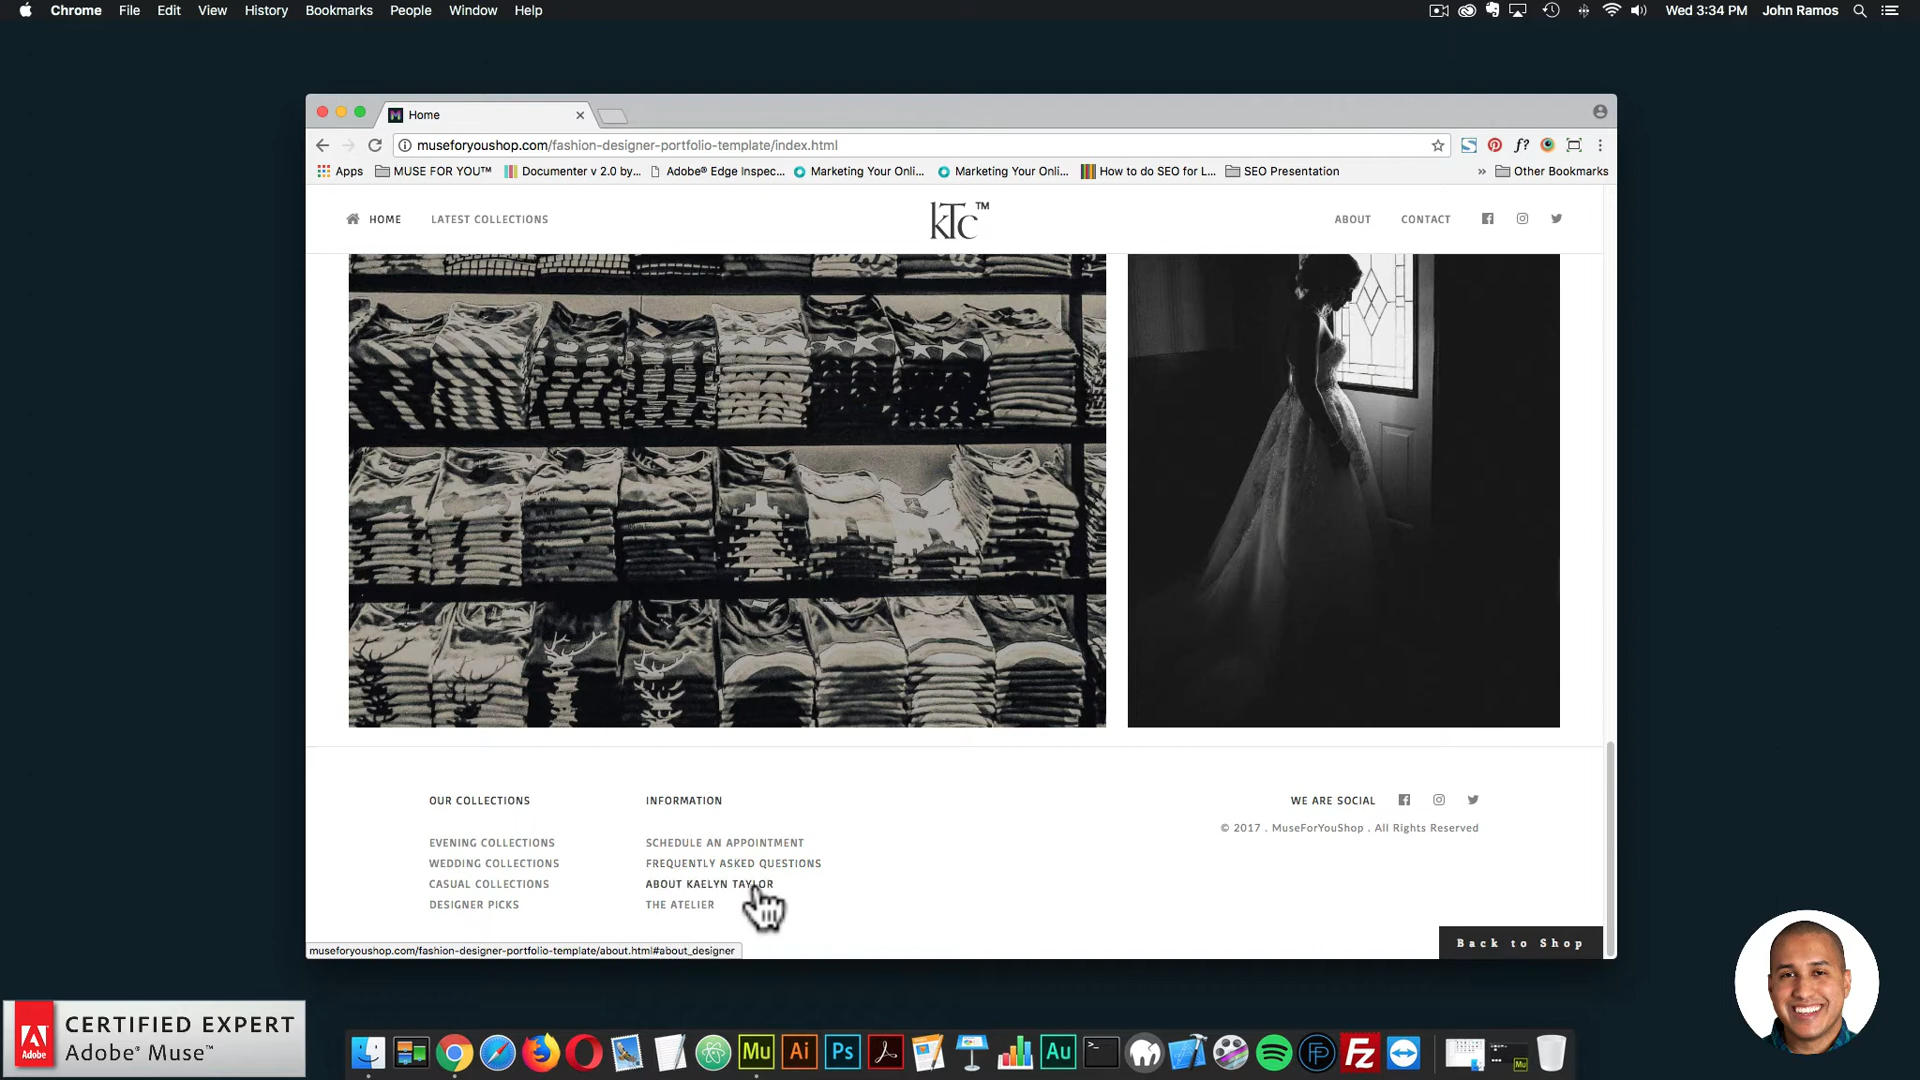 Chrome File Edit View History Bookmarks People Window Help
Wed 3:34 PM John Ramos
Home
museforyoushop.com/fashion-designer-portfolio-template/index.html
f?
Apps MUSE FOR YOU™ Documenter v 2.0 by... Adobe® Edge Inspec... Marketing Your Onli... Marketing Your Onli... How to do SEO for L... SEO Presentation » Other Bookmarks
HOME LATEST COLLECTIONS kTc™ ABOUT CONTACT
OUR COLLECTIONS
EVENING COLLECTIONS
WEDDING COLLECTIONS
CASUAL COLLECTIONS
DESIGNER PICKS
INFORMATION
SCHEDULE AN APPOINTMENT
FREQUENTLY ASKED QUESTIONS
ABOUT KAELYN TAYLOR
THE ATELIER
WE ARE SOCIAL
© 2017 . MuseForYouShop . All Rights Reserved
Back to Shop
museforyoushop.com/fashion-designer-portfolio-template/about.html#about_designer
Adobe
CERTIFIED EXPERT
Adobe® Muse™
Mu Ai Ps Au FP Fz Mu